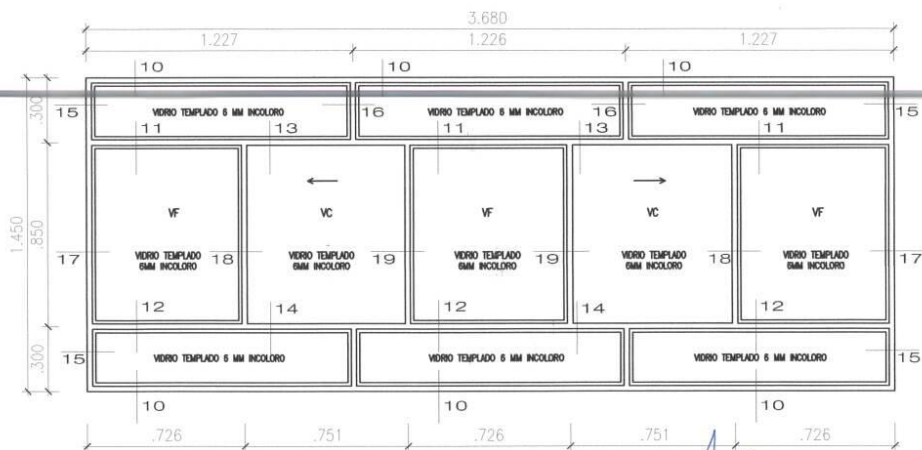 3.680
1.227 1.226 1.227
10 10 10
.300
15 VIDRIO TEMPLADO 6 MM INCOLORO 16 VIDRIO TEMPLADO 6 MM INCOLORO 16 VIDRIO TEMPLADO 6 MM INCOLORO 15
11 13 11 13 11
1.450
.850
VF VC VF VC VF
17 VIDRIO TEMPLADO 18 VIDRIO TEMPLADO 19 VIDRIO TEMPLADO 19 VIDRIO TEMPLADO 18 VIDRIO TEMPLADO 17
6MM INCOLORO 6MM INCOLORO 6MM INCOLORO 6MM INCOLORO 6MM INCOLORO
12 14 12 14 12
.300
15 VIDRIO TEMPLADO 6 MM INCOLORO VIDRIO TEMPLADO 6 MM INCOLORO VIDRIO TEMPLADO 6 MM INCOLORO 15
10 10 10
.726 .751 .726 .751 .726